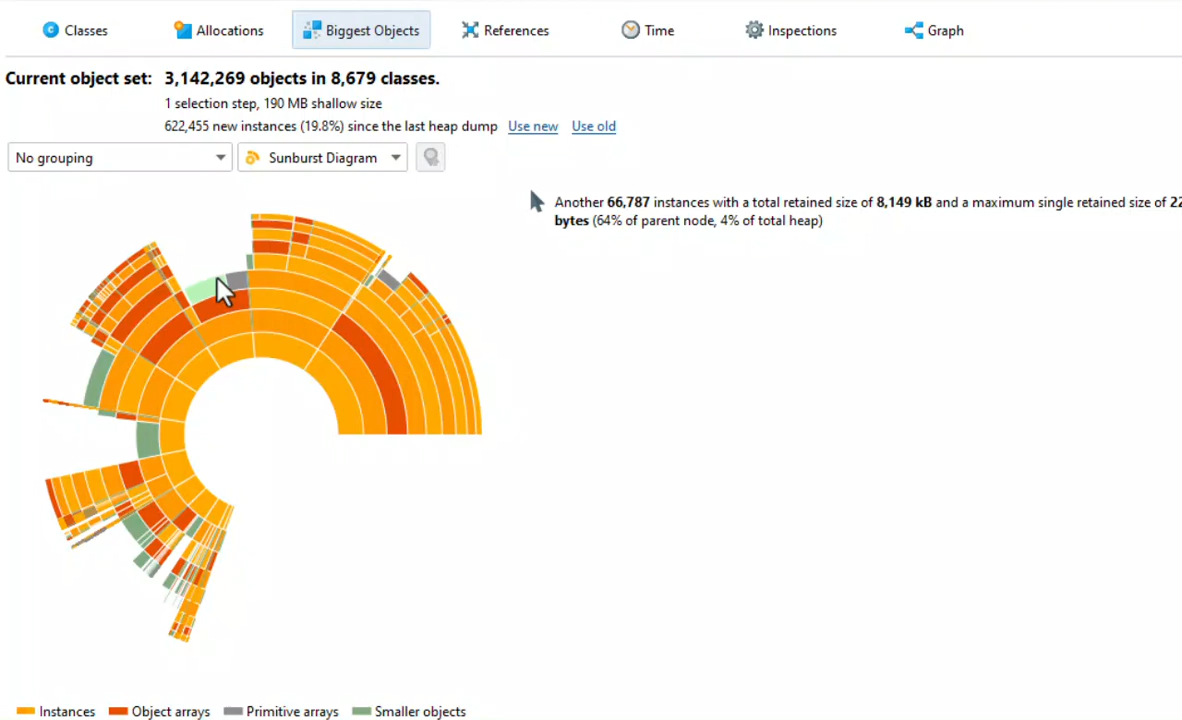 Classes Allocations Biggest Objects References Time Inspections Graph
Current object set: 3,142,269 objects in 8,679 classes.
1 selection step, 190 MB shallow size
622,455 new instances (19.8%) since the last heap dump Use new Use old
No grouping Sunburst Diagram
Another 66,787 instances with a total retained size of 8,149 kB and a maximum single retained size of 22
bytes (64% of parent node, 4% of total heap)
Instances Object arrays Primitive arrays Smaller objects